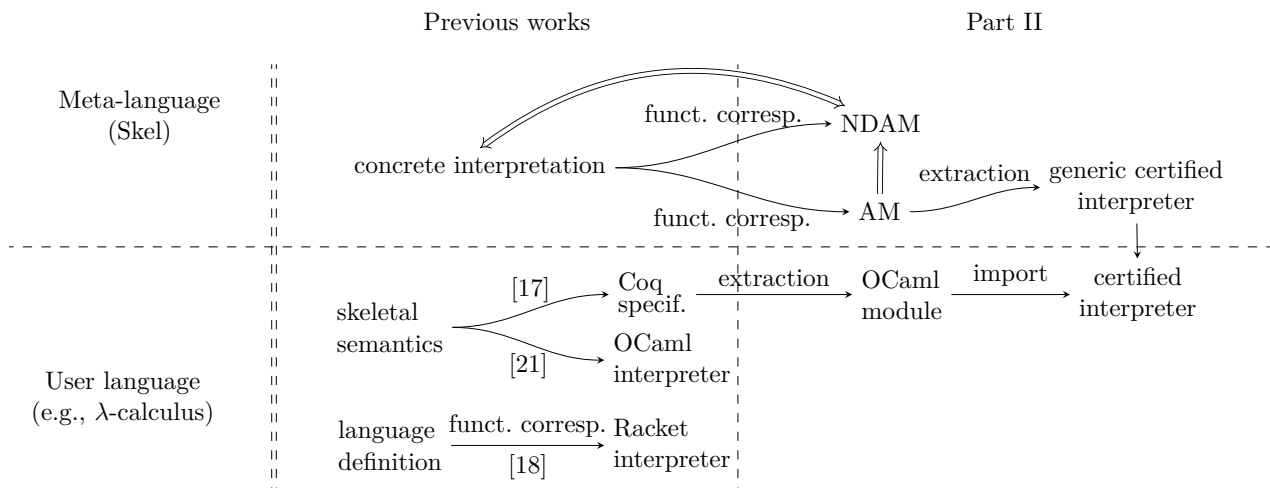 Previous works
Part II
Meta-language
(Skel)
concrete interpretation
funct. corresp.
NDAM
funct. corresp.
AM
extraction
generic certified
interpreter
User language
(e.g., λ-calculus)
skeletal
semantics
[17]
Coq
specif.
extraction
OCaml
module
import
certified
interpreter
[21]
OCaml
interpreter
language
definition
funct. corresp.
[18]
Racket
interpreter